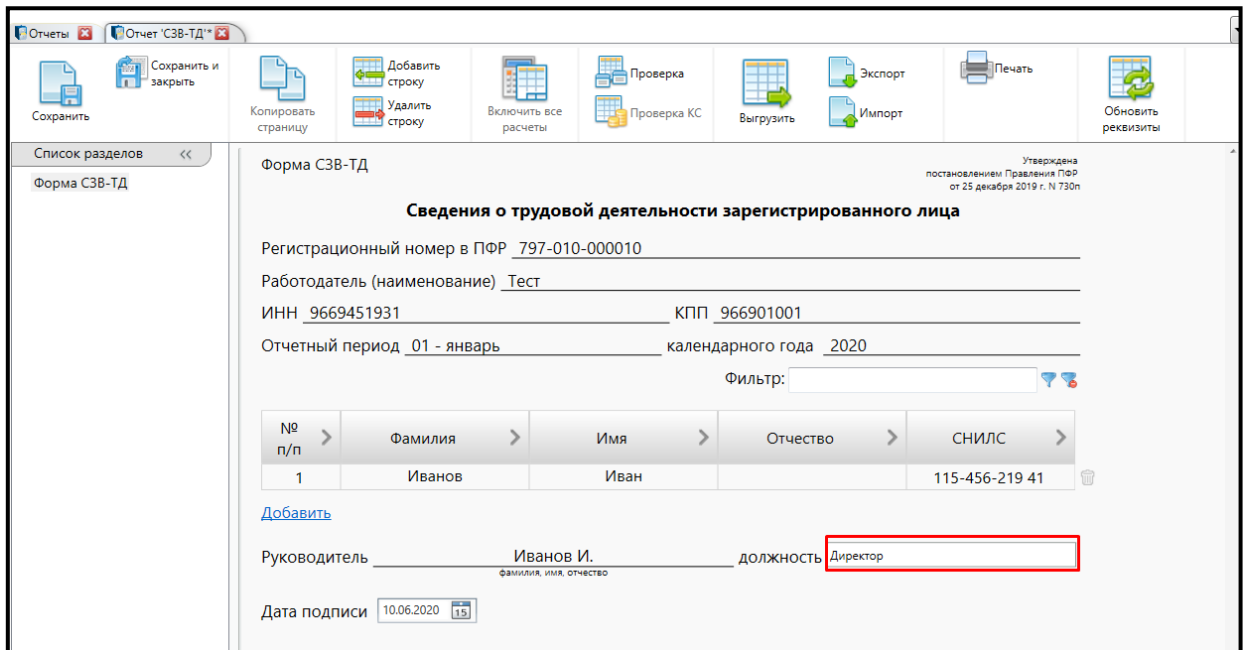 Отчеты Отчет 'СЗВ-ТД'*
Сохранить
Сохранить и
закрыть
Копировать
страницу
Добавить
строку
Удалить
строку
Включить все
расчеты
Проверка
Проверка КС
Выгрузить
Экспорт
Импорт
Печать
Обновить
реквизиты
Список разделов <<
Форма СЗВ-ТД
Форма СЗВ-ТД
Утверждена
постановлением Правления ПФР
от 25 декабря 2019 г. N 730п
Сведения о трудовой деятельности зарегистрированного лица
Регистрационный номер в ПФР 797-010-000010
Работодатель (наименование) Тест
ИНН 9669451931 КПП 966901001
Отчетный период 01 - январь календарного года 2020
Фильтр:
№ п/п Фамилия Имя Отчество СНИЛС
1 Иванов Иван 115-456-219 41
Добавить
Руководитель Иванов И. должность Директор
фамилия, имя, отчество
Дата подписи 10.06.2020 15